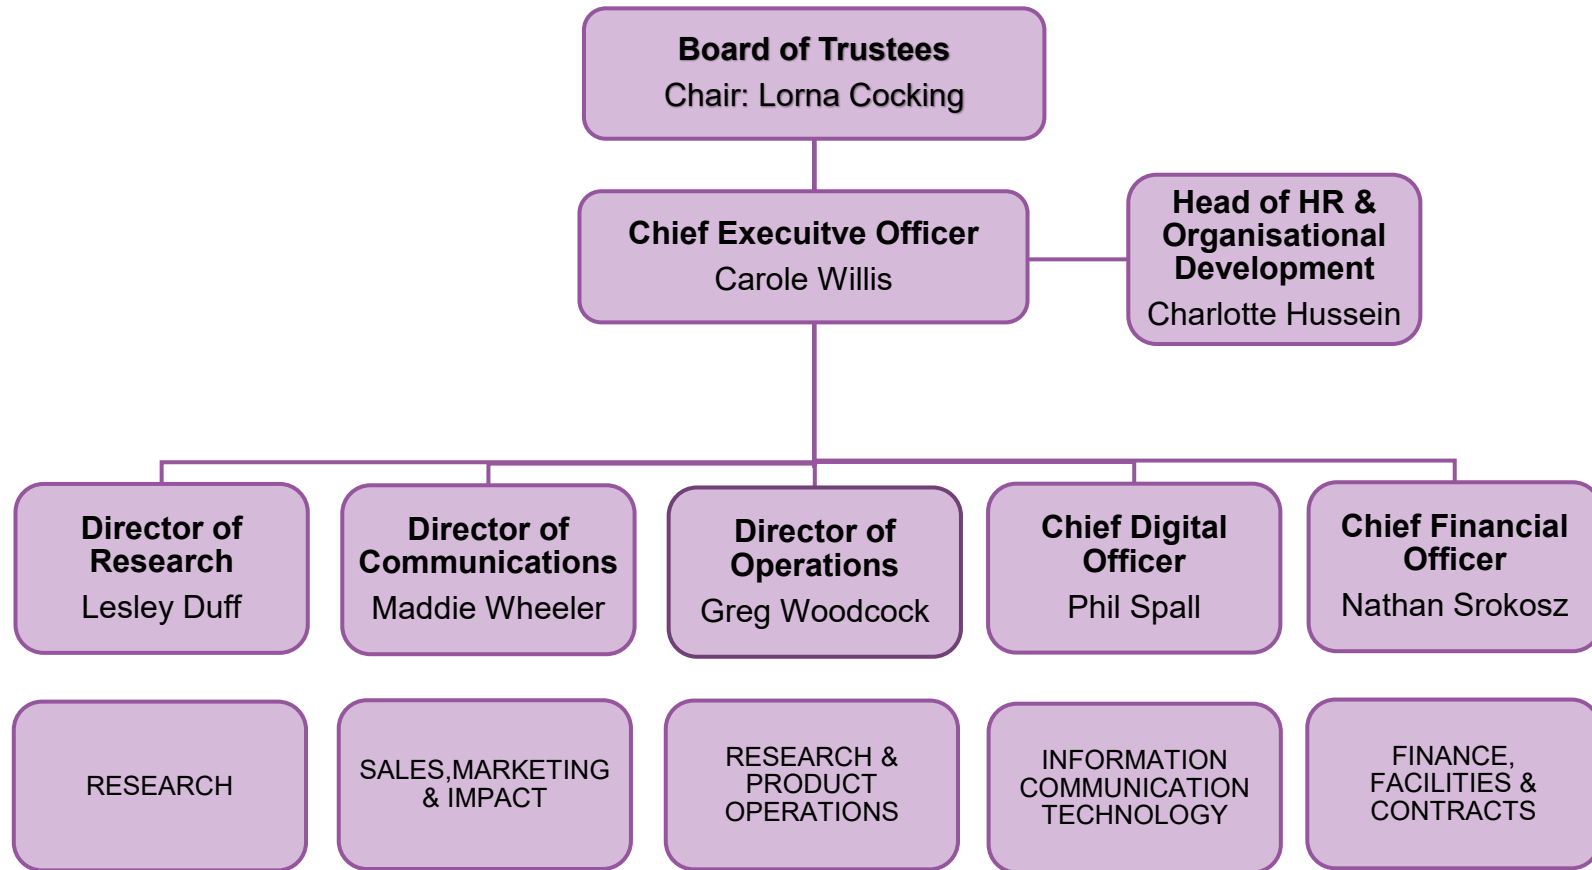 Board of Trustees
Chair: Lorna Cocking
Chief Execuitve Officer
Carole Willis
Head of HR &
Organisational
Development
Charlotte Hussein
Director of
Research
Lesley Duff
Director of
Communications
Maddie Wheeler
Director of
Operations
Greg Woodcock
Chief Digital
Officer
Phil Spall
Chief Financial
Officer
Nathan Srokosz
RESEARCH
SALES,MARKETING
& IMPACT
RESEARCH &
PRODUCT
OPERATIONS
INFORMATION
COMMUNICATION
TECHNOLOGY
FINANCE,
FACILITIES &
CONTRACTS